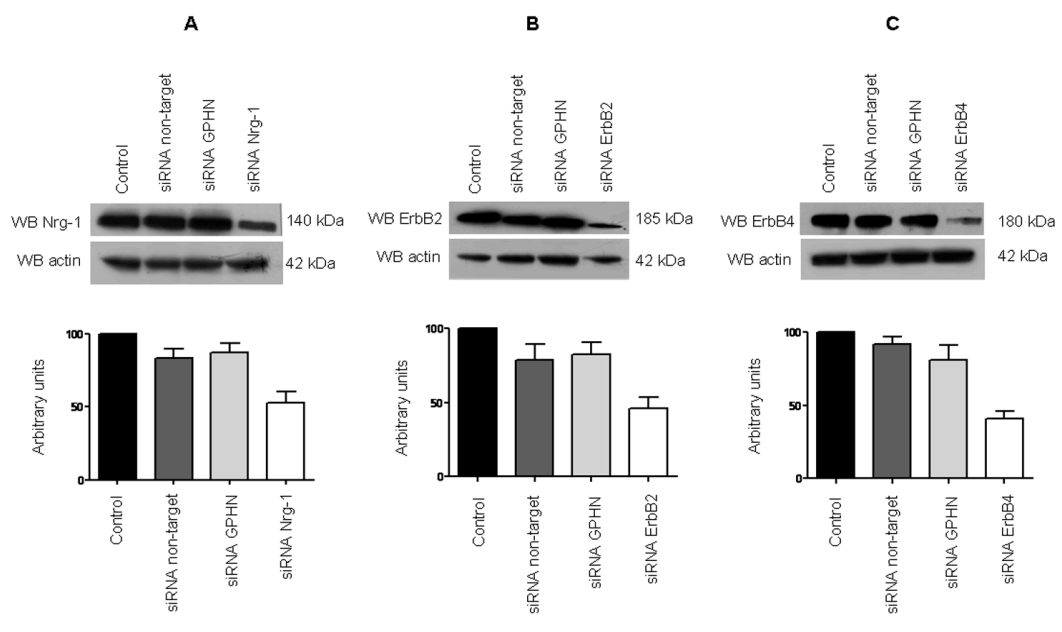 A
Control
siRNA non-target
siRNA GPHN
siRNA Nrg-1
WB Nrg-1
140 kDa
WB actin
42 kDa
100
50
0
Arbitrary units
Control
siRNA non-target
siRNA GPHN
siRNA Nrg-1
B
Control
siRNA non-target
siRNA GPHN
siRNA ErbB2
WB ErbB2
185 kDa
WB actin
42 kDa
100
50
0
Arbitrary units
Control
siRNA non-target
siRNA GPHN
siRNA ErbB2
C
Control
siRNA non-target
siRNA GPHN
siRNA ErbB4
WB ErbB4
180 kDa
WB actin
42 kDa
100
50
0
Arbitrary units
Control
siRNA non-target
siRNA GPHN
siRNA ErbB4